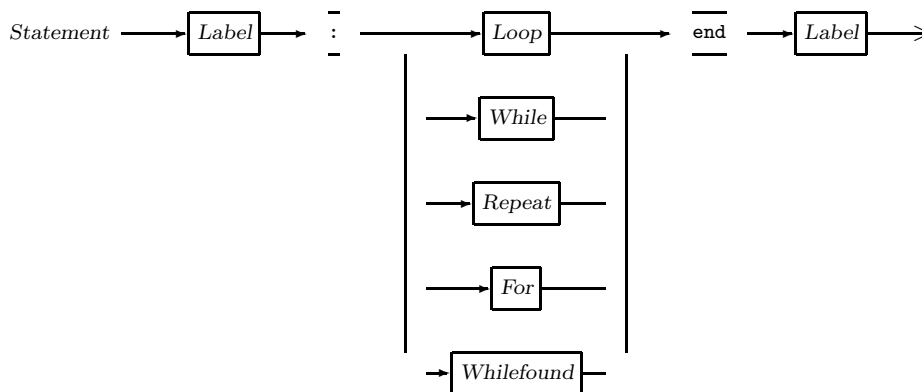 Statement Label : Loop end Label
While
Repeat
For
Whilefound